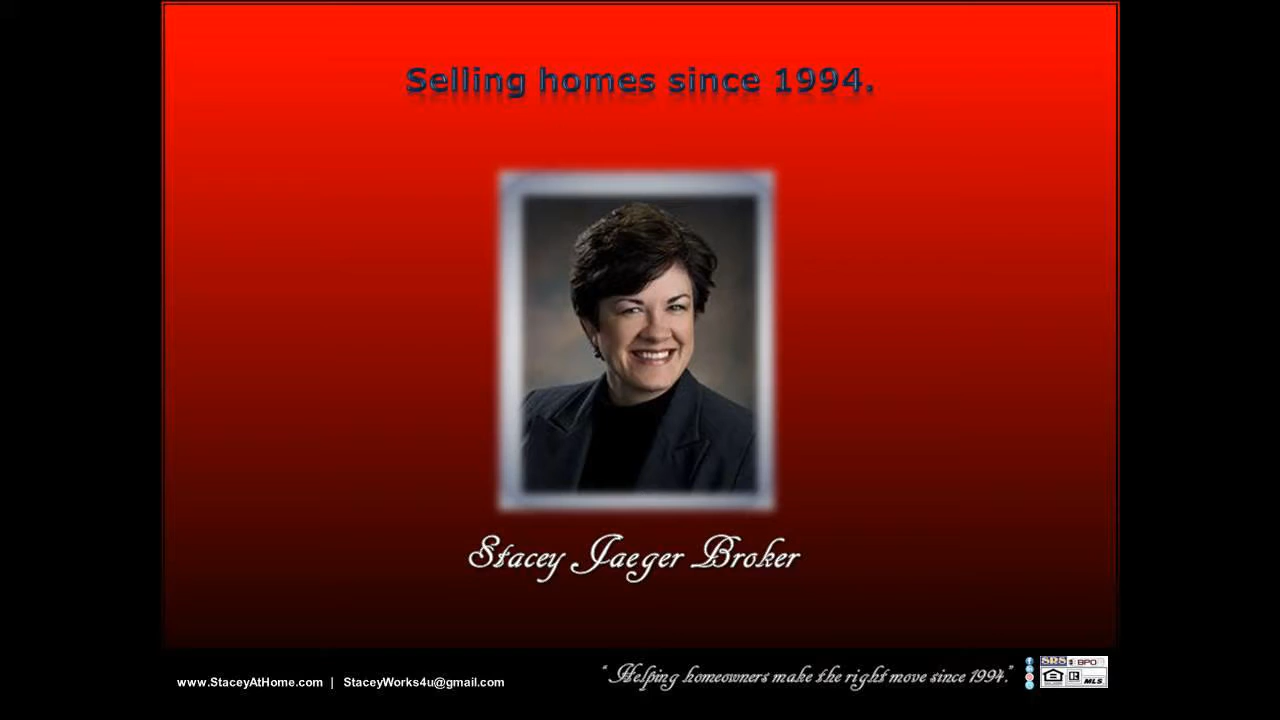 Selling homes since 1994.
Stacey Jaeger Broker
www.StaceyAtHome.com | StaceyWorks4u@gmail.com
"Helping homeowners make the right move since 1994."
SRS BPO
R MLS